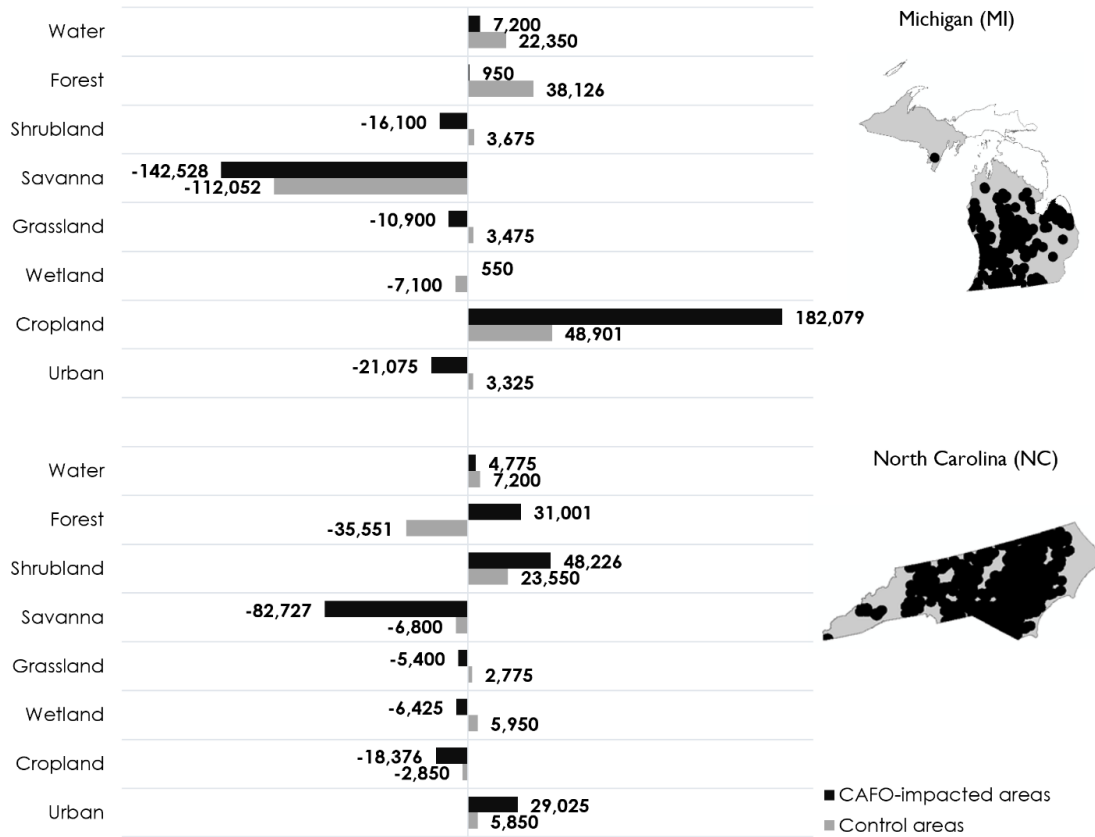 Michigan (MI)
Water
7,200
22,350
Forest
950
38,126
Shrubland
-16,100
3,675
Savanna
-142,528
-112,052
Grassland
-10,900
3,475
Wetland
550
-7,100
Cropland
182,079
48,901
Urban
-21,075
3,325
North Carolina (NC)
Water
4,775
7,200
Forest
31,001
-35,551
Shrubland
48,226
23,550
Savanna
-82,727
-6,800
Grassland
-5,400
2,775
Wetland
-6,425
5,950
Cropland
-18,376
-2,850
Urban
29,025
5,850
CAFO-impacted areas
Control areas